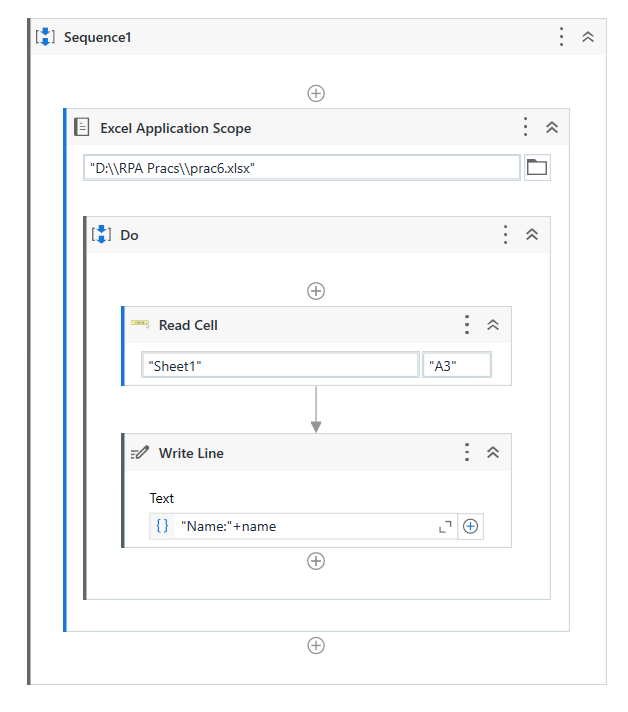 Sequence1
Excel Application Scope
"D:\\RPA Pracs\\prac6.xlsx"
Do
Read Cell
"Sheet1" "A3"
Write Line
Text
{} "Name:"+name